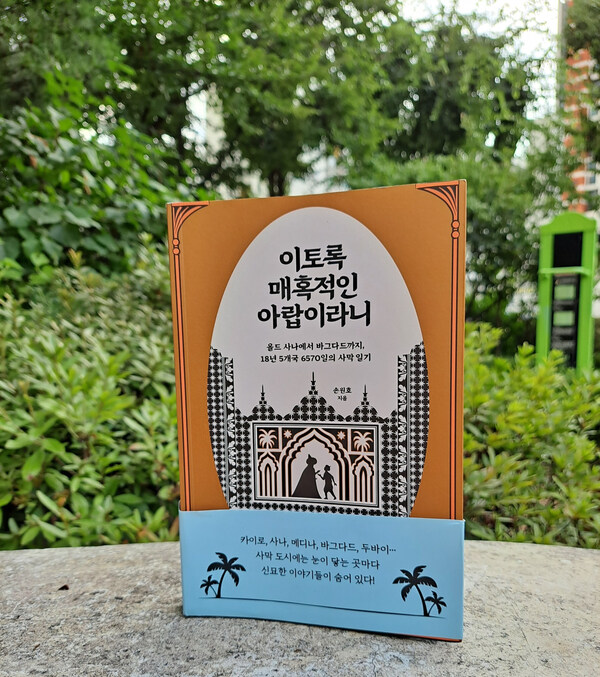 이토록
매혹적인
아랍이라니
올드 사나에서 바그다드까지,
18년 5개국 6570일의 사막 일기
손원호
지음
카이로, 사나, 메디나, 바그다드, 두바이…
사막 도시에는 눈이 닿는 곳마다
신묘한 이야기들이 숨어 있다!